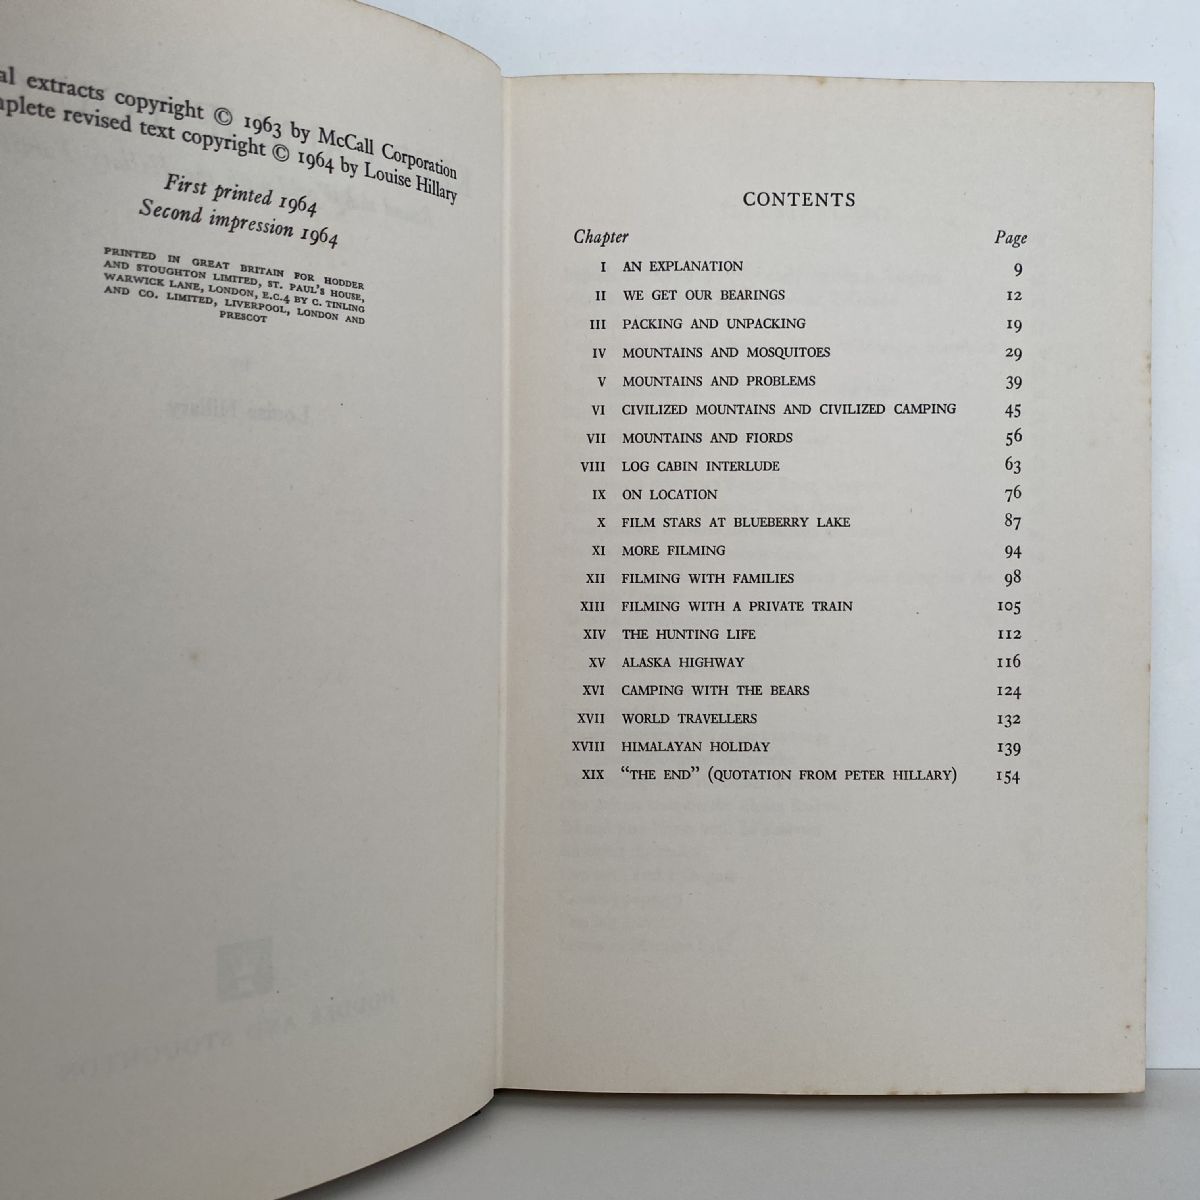 al extracts copyright © 1963 by McCall Corporation
plete revised text copyright © 1964 by Louise Hillary
First printed 1964
Second impression 1964
PRINTED IN GREAT BRITAIN FOR HODDER
AND STOUGHTON LIMITED, ST. PAUL'S HOUSE,
WARWICK LANE, LONDON, E.C.4 BY C. TINLING
AND CO. LIMITED, LIVERPOOL, LONDON AND
PRESCOT
CONTENTS
Chapter Page
I AN EXPLANATION 9
II WE GET OUR BEARINGS 12
III PACKING AND UNPACKING 19
IV MOUNTAINS AND MOSQUITOES 29
V MOUNTAINS AND PROBLEMS 39
VI CIVILIZED MOUNTAINS AND CIVILIZED CAMPING 45
VII MOUNTAINS AND FIORDS 56
VIII LOG CABIN INTERLUDE 63
IX ON LOCATION 76
X FILM STARS AT BLUEBERRY LAKE 87
XI MORE FILMING 94
XII FILMING WITH FAMILIES 98
XIII FILMING WITH A PRIVATE TRAIN 105
XIV THE HUNTING LIFE 112
XV ALASKA HIGHWAY 116
XVI CAMPING WITH THE BEARS 124
XVII WORLD TRAVELLERS 132
XVIII HIMALAYAN HOLIDAY 139
XIX "THE END" (QUOTATION FROM PETER HILLARY) 154